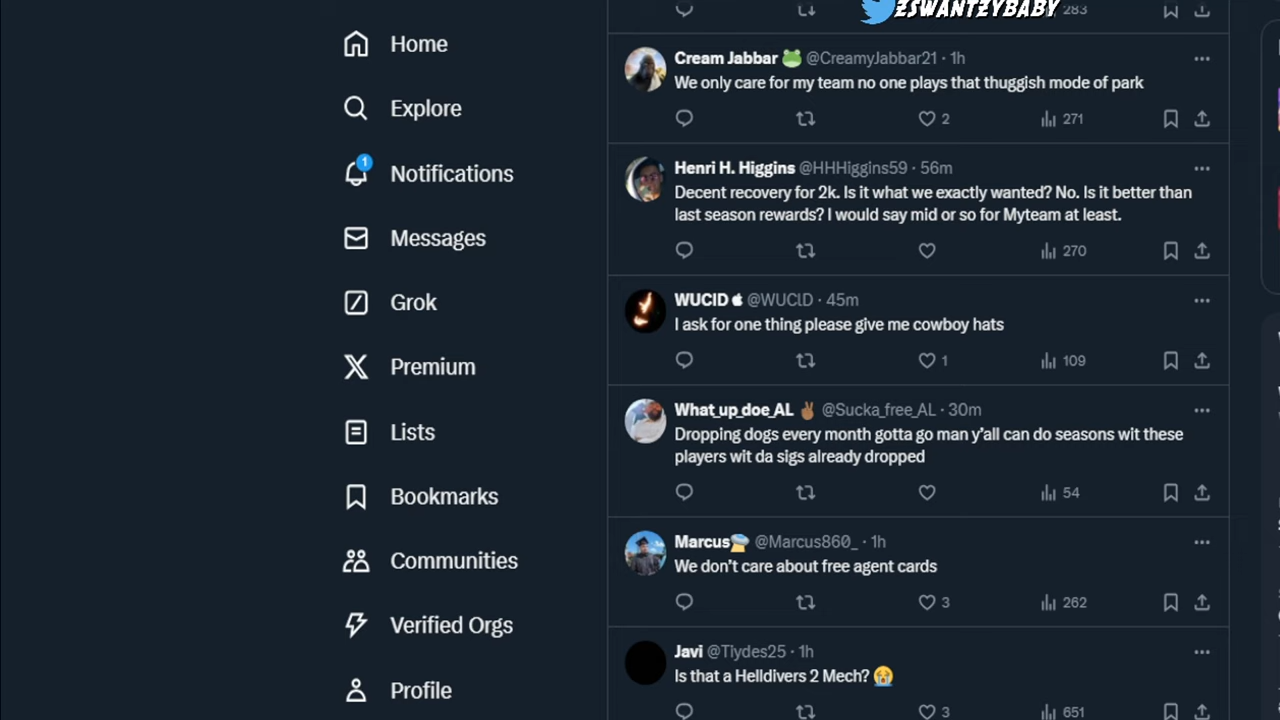 ZSWANTZYBABY
283
Home
Explore
1
Notifications
Messages
Grok
Premium
Lists
Bookmarks
Communities
Verified Orgs
Profile
Cream Jabbar 🐸 @CreamyJabbar21 · 1h
We only care for my team no one plays that thuggish mode of park
2 271
Henri H. Higgins @HHHiggins59 · 56m
Decent recovery for 2k. Is it what we exactly wanted? No. Is it better than
last season rewards? I would say mid or so for Myteam at least.
270
WUCID @WUClD · 45m
I ask for one thing please give me cowboy hats
1 109
What_up_doe_AL ✌🏾 @Sucka_free_AL · 30m
Dropping dogs every month gotta go man y'all can do seasons wit these
players wit da sigs already dropped
54
Marcus @Marcus860_ · 1h
We don't care about free agent cards
3 262
Javi @Tlydes25 · 1h
Is that a Helldivers 2 Mech? 😭
3 651